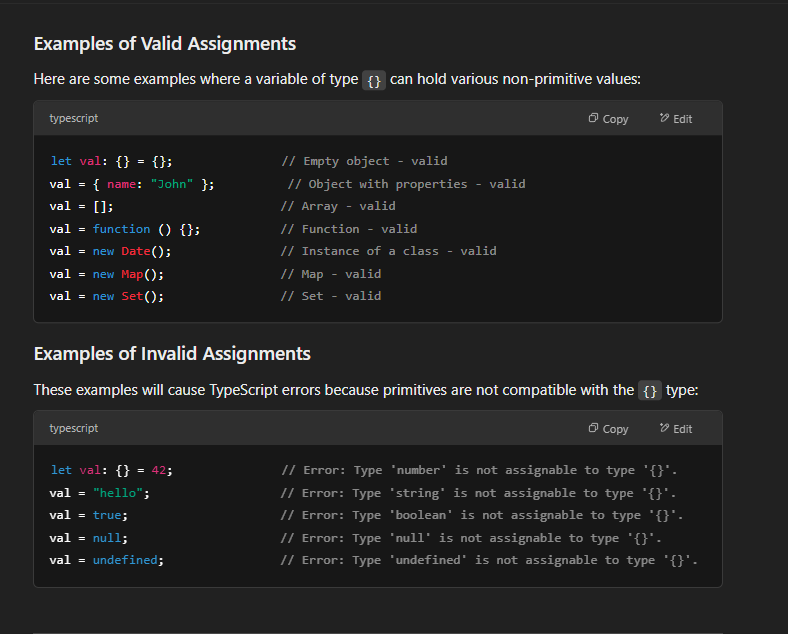 Examples of Valid Assignments
Here are some examples where a variable of type {} can hold various non-primitive values:
typescript Copy Edit
let val: {} = {}; // Empty object - valid
val = { name: "John" }; // Object with properties - valid
val = []; // Array - valid
val = function () {}; // Function - valid
val = new Date(); // Instance of a class - valid
val = new Map(); // Map - valid
val = new Set(); // Set - valid
Examples of Invalid Assignments
These examples will cause TypeScript errors because primitives are not compatible with the {} type:
typescript Copy Edit
let val: {} = 42; // Error: Type 'number' is not assignable to type '{}'.
val = "hello"; // Error: Type 'string' is not assignable to type '{}'.
val = true; // Error: Type 'boolean' is not assignable to type '{}'.
val = null; // Error: Type 'null' is not assignable to type '{}'.
val = undefined; // Error: Type 'undefined' is not assignable to type '{}'.